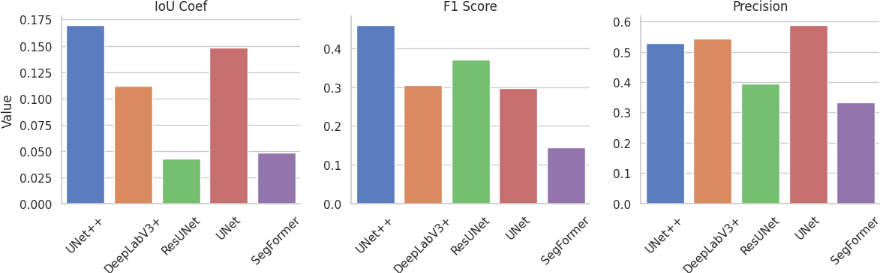 IoU Coef
Value
0.175
0.150
0.125
0.100
0.075
0.050
0.025
0.000
UNet++
DeepLabV3+
ResUNet
UNet
SegFormer
F1 Score
0.4
0.3
0.2
0.1
0.0
UNet++
DeepLabV3+
ResUNet
UNet
SegFormer
Precision
0.6
0.5
0.4
0.3
0.2
0.1
0.0
UNet++
DeepLabV3+
ResUNet
UNet
SegFormer